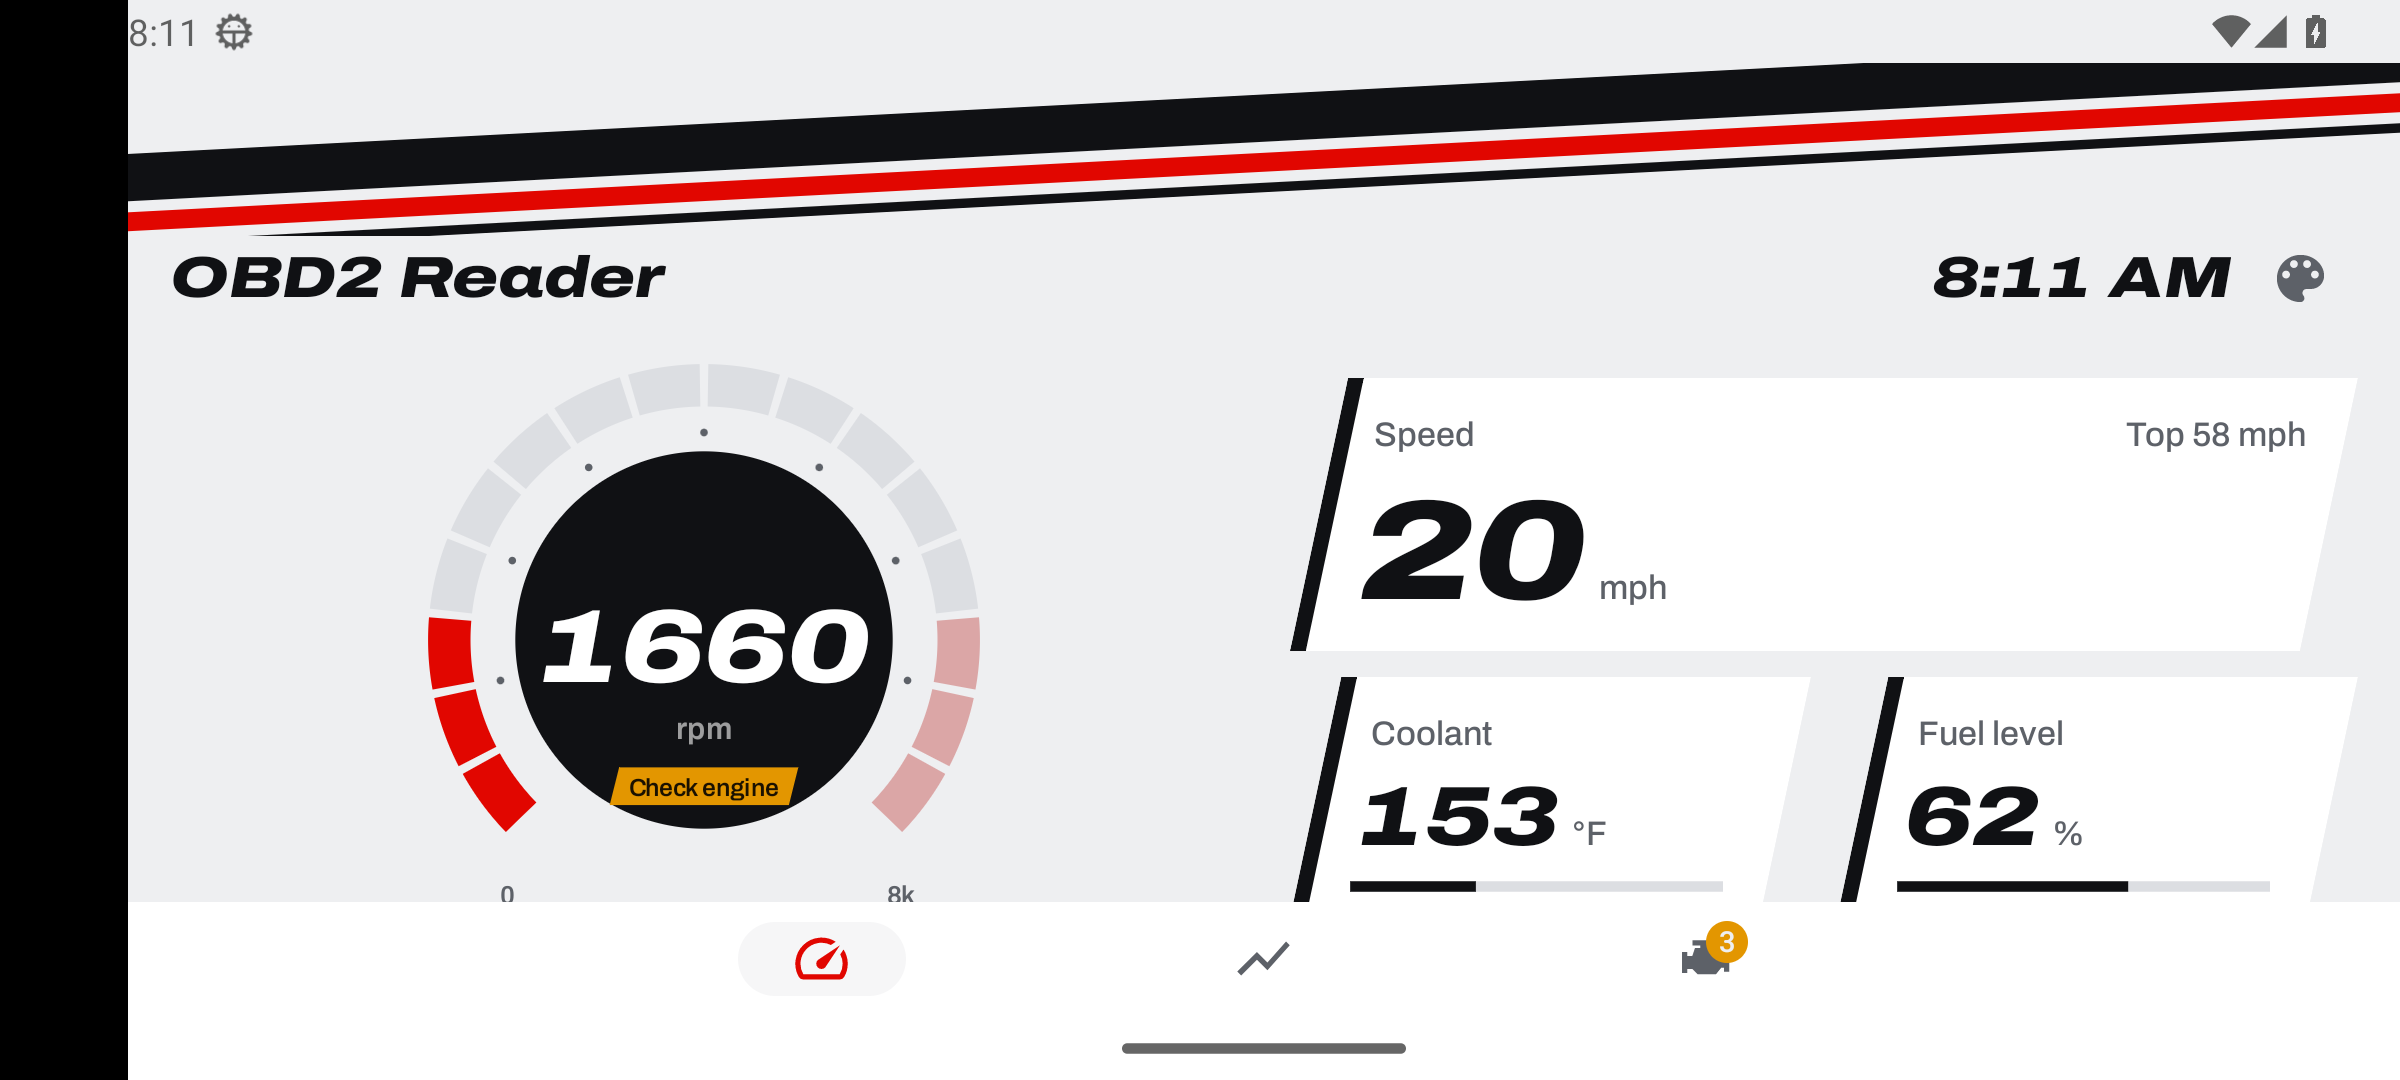 8:11
OBD2 Reader
8:11 AM
1660
rpm
Check engine
0
8k
Speed
Top 58 mph
20 mph
Coolant
153 °F
Fuel level
62 %
3